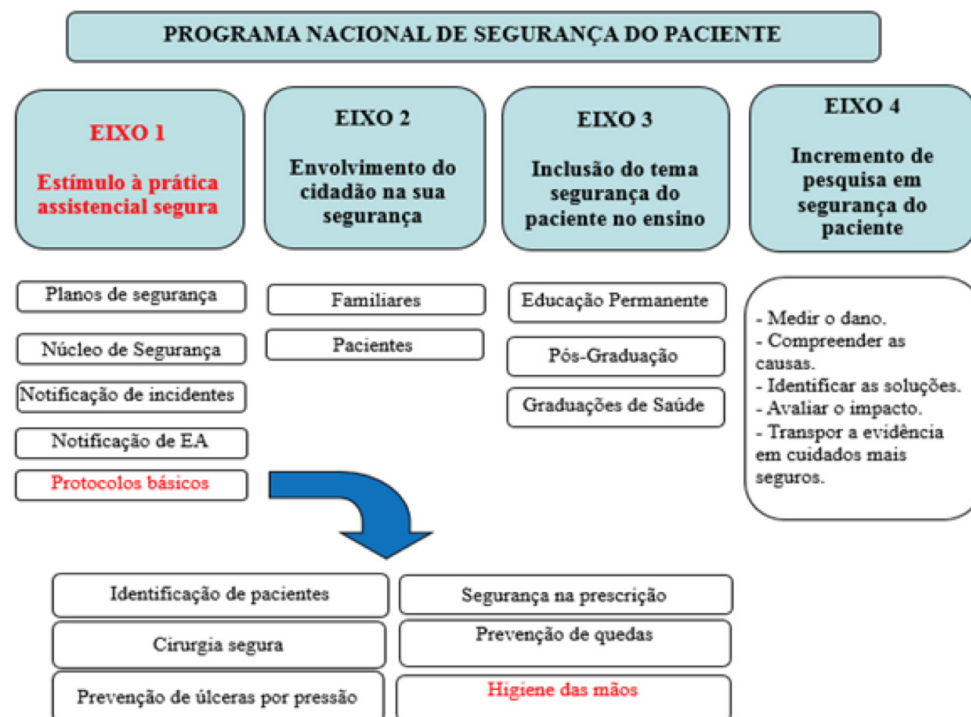 PROGRAMA NACIONAL DE SEGURANÇA DO PACIENTE
EIXO 1
Estímulo à prática
assistencial segura
Planos de segurança
Núcleo de Segurança
Notificação de incidentes
Notificação de EA
Protocolos básicos
EIXO 2
Envolvimento do
cidadão na sua
segurança
Familiares
Pacientes
EIXO 3
Inclusão do tema
segurança do
paciente no ensino
Educação Permanente
Pós-Graduação
Graduações de Saúde
EIXO 4
Incremento de
pesquisa em
segurança do
paciente
- Medir o dano.
- Compreender as
causas.
- Identificar as soluções.
- Avaliar o impacto.
- Transpor a evidência
em cuidados mais
seguros.
Identificação de pacientes
Cirurgia segura
Prevenção de úlceras por pressão
Segurança na prescrição
Prevenção de quedas
Higiene das mãos